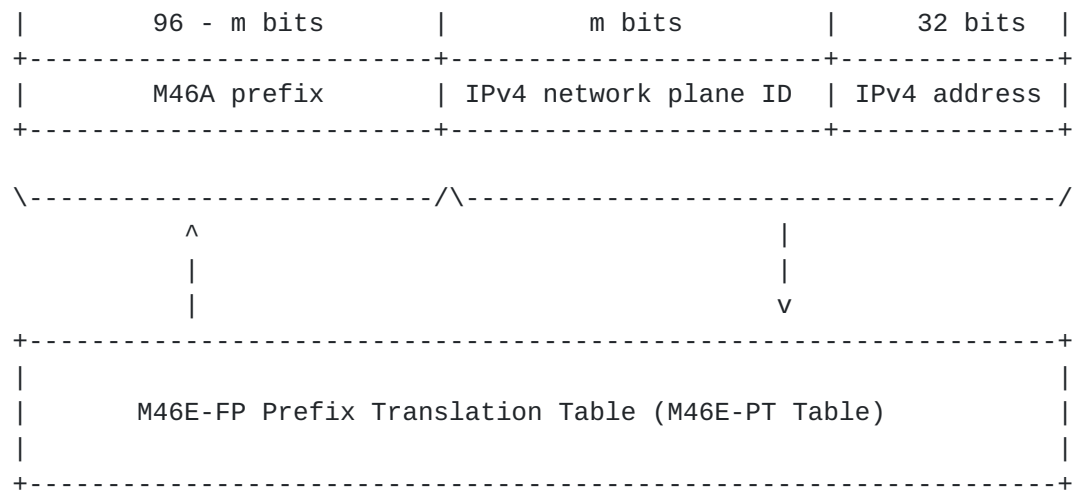 |        96 - m bits       |         m bits         |     32 bits  |
+--------------------------+------------------------+--------------+
|        M46A prefix       | IPv4 network plane ID  | IPv4 address |
+--------------------------+------------------------+--------------+

\--------------------------/\--------------------------------------/
           ^                                      |
           |                                      |
           |                                      v
+------------------------------------------------------------------+
|                                                                  |
|       M46E-FP Prefix Translation Table (M46E-PT Table)           |
|                                                                  |
+------------------------------------------------------------------+